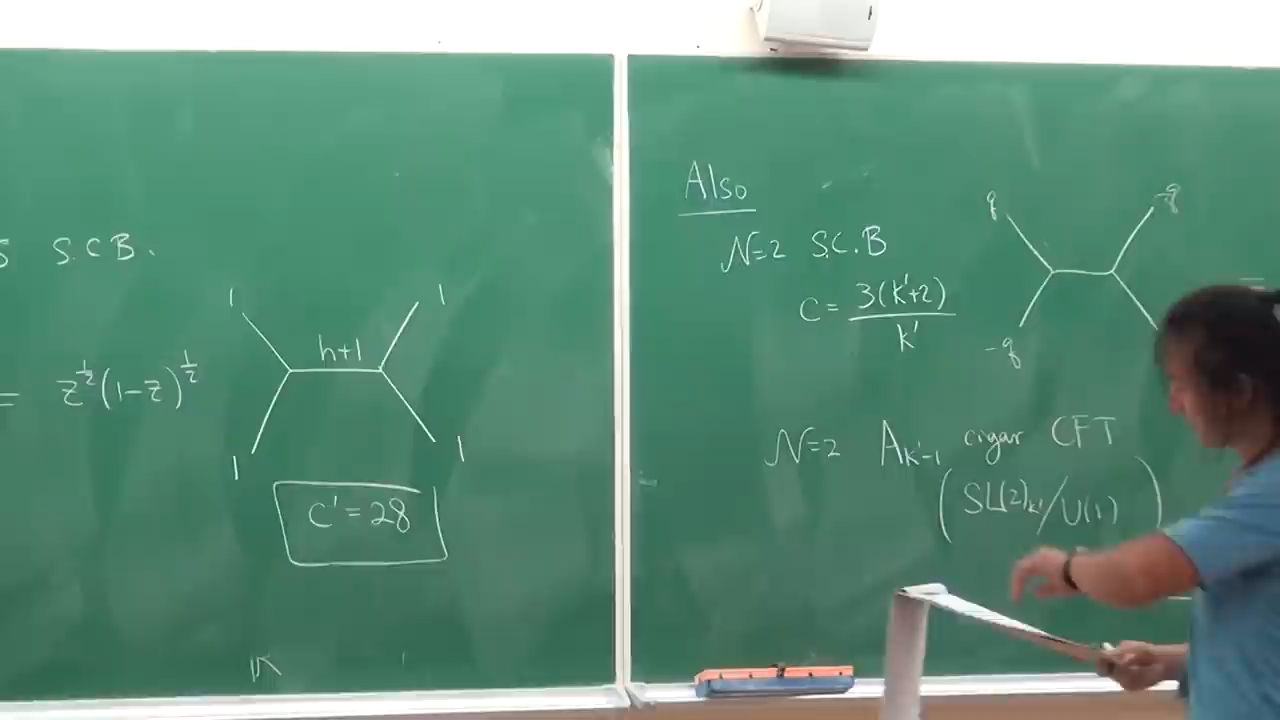 S.C.B.
1 1
h+1
= z^{1/2}(1-z)^{1/2}
1 1
c'=28
Also
N=2 S.C.B
c = 3(k'+2)/k'
q -q
-q
N=2 A_{k'-1} cigar CFT
(SL(2)_{k'}/U(1))